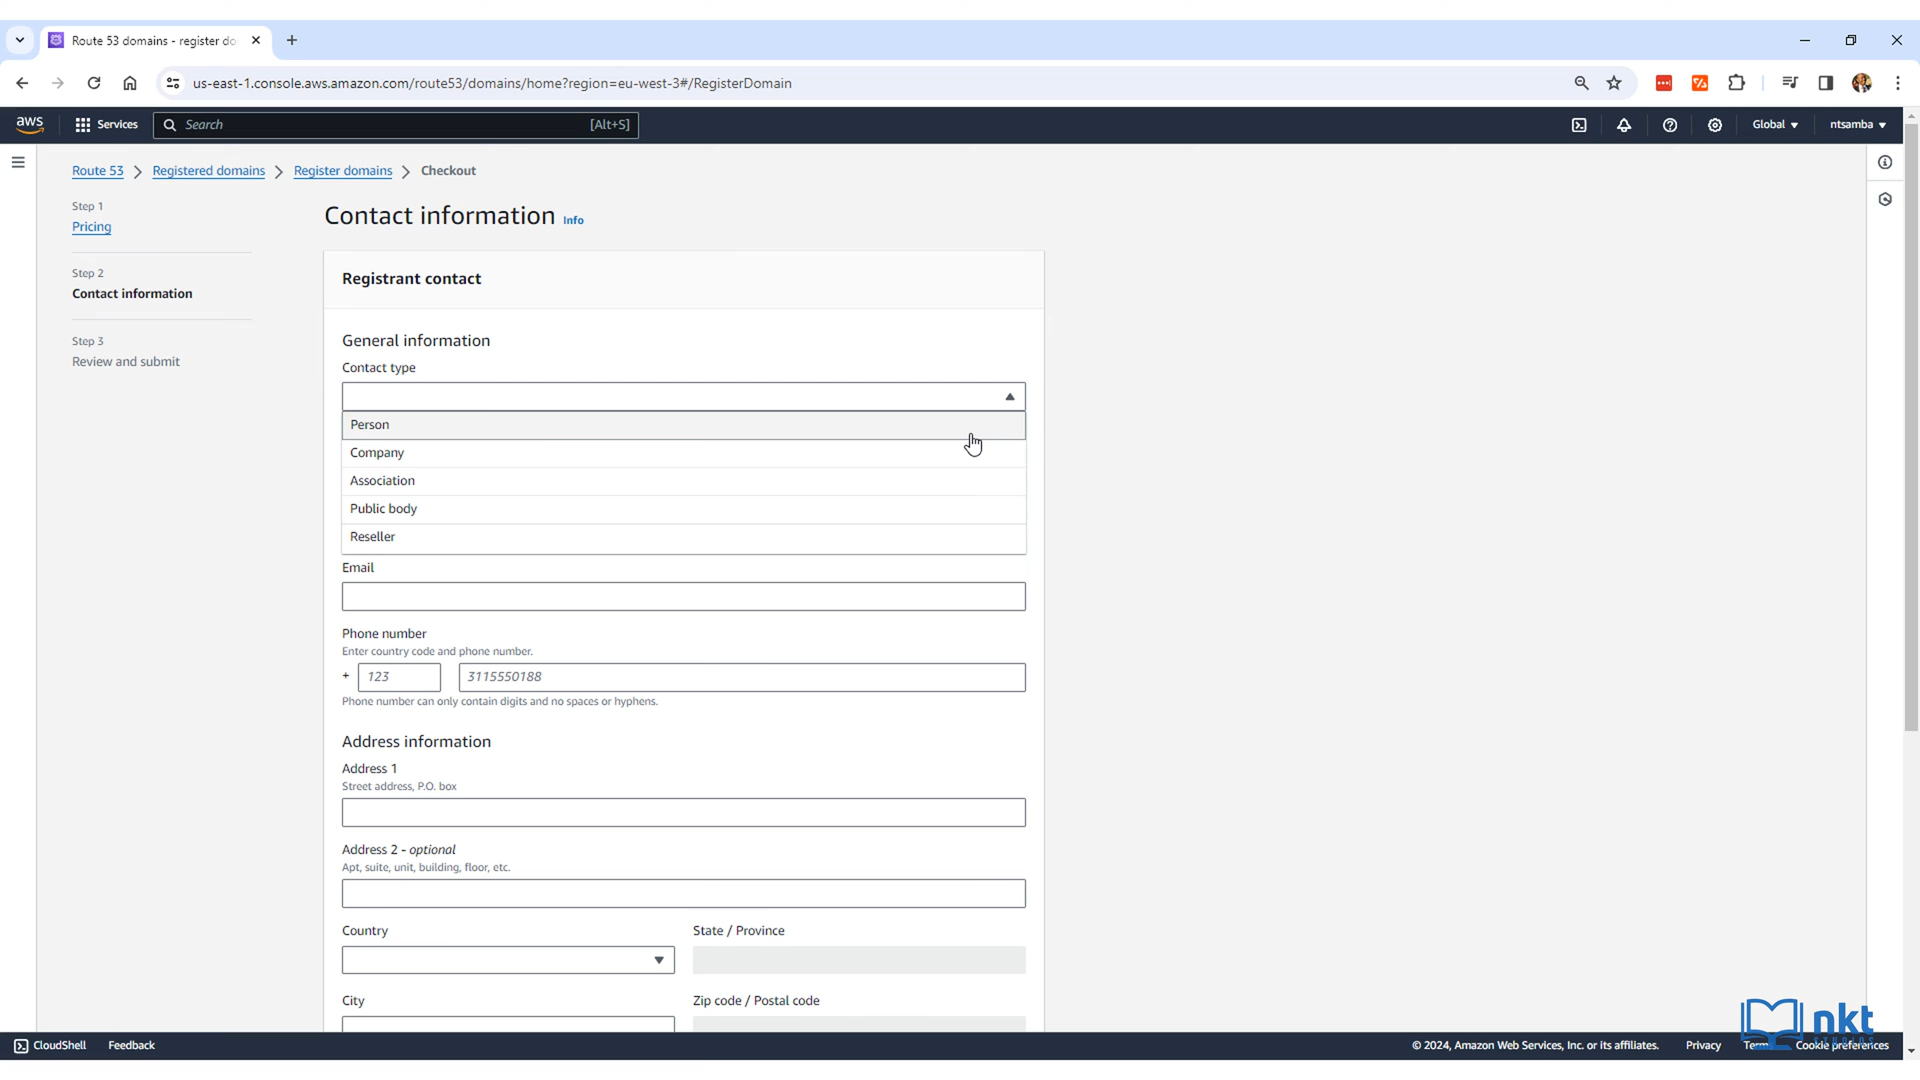 Route 53 domains - register do
us-east-1.console.aws.amazon.com/route53/domains/home?region=eu-west-3#/RegisterDomain
aws
Services
Search
[Alt+S]
Global
ntsamba
Route 53
Registered domains
Register domains
Checkout
Step 1
Pricing
Step 2
Contact information
Step 3
Review and submit
Contact information
Info
Registrant contact
General information
Contact type
Person
Company
Association
Public body
Reseller
Email
Phone number
Enter country code and phone number.
+ 123 3115550188
Phone number can only contain digits and no spaces or hyphens.
Address information
Address 1
Street address, P.O. box
Address 2 - optional
Apt, suite, unit, building, floor, etc.
Country
State / Province
City
Zip code / Postal code
nkt
STUDIOS
CloudShell
Feedback
© 2024, Amazon Web Services, Inc. or its affiliates.
Privacy
Terms
Cookie preferences